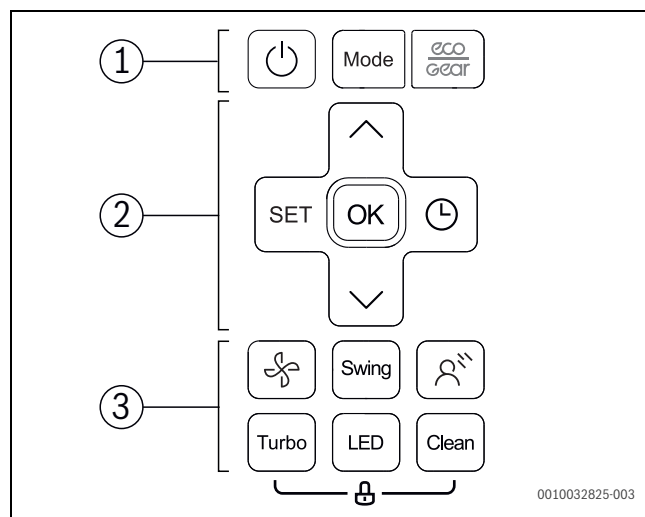 1
Mode
eco
Gear
2
SET
OK
3
Swing
Turbo
LED
Clean
0010032825-003